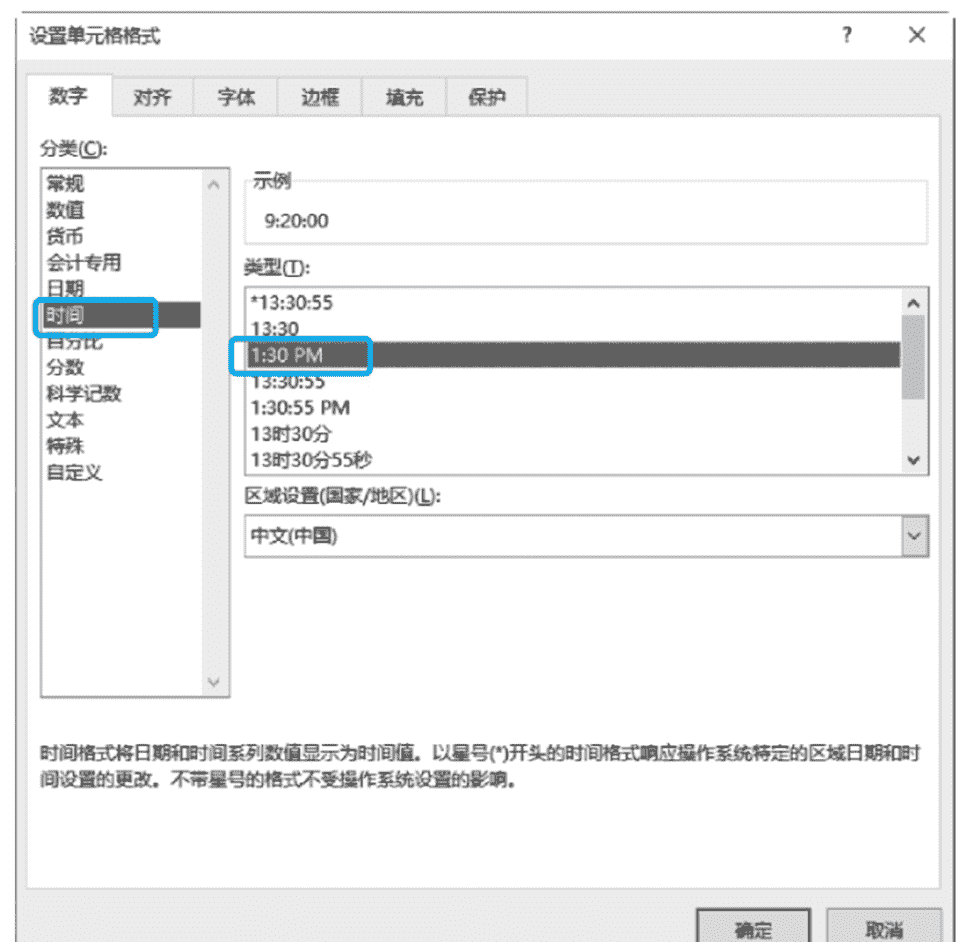 设置单元格格式 ? ×
数字 对齐 字体 边框 填充 保护
分类(C):
常规
数值
货币
会计专用
日期
时间
百分比
分数
科学记数
文本
特殊
自定义
示例
9:20:00
类型(T):
*13:30:55
13:30
1:30 PM
13:30:55
1:30:55 PM
13时30分
13时30分55秒
区域设置(国家/地区)(L):
中文(中国)
时间格式将日期和时间系列数值显示为时间值。以星号(*)开头的时间格式响应操作系统特定的区域日期和时
间设置的更改。不带星号的格式不受操作系统设置的影响。
确定 取消